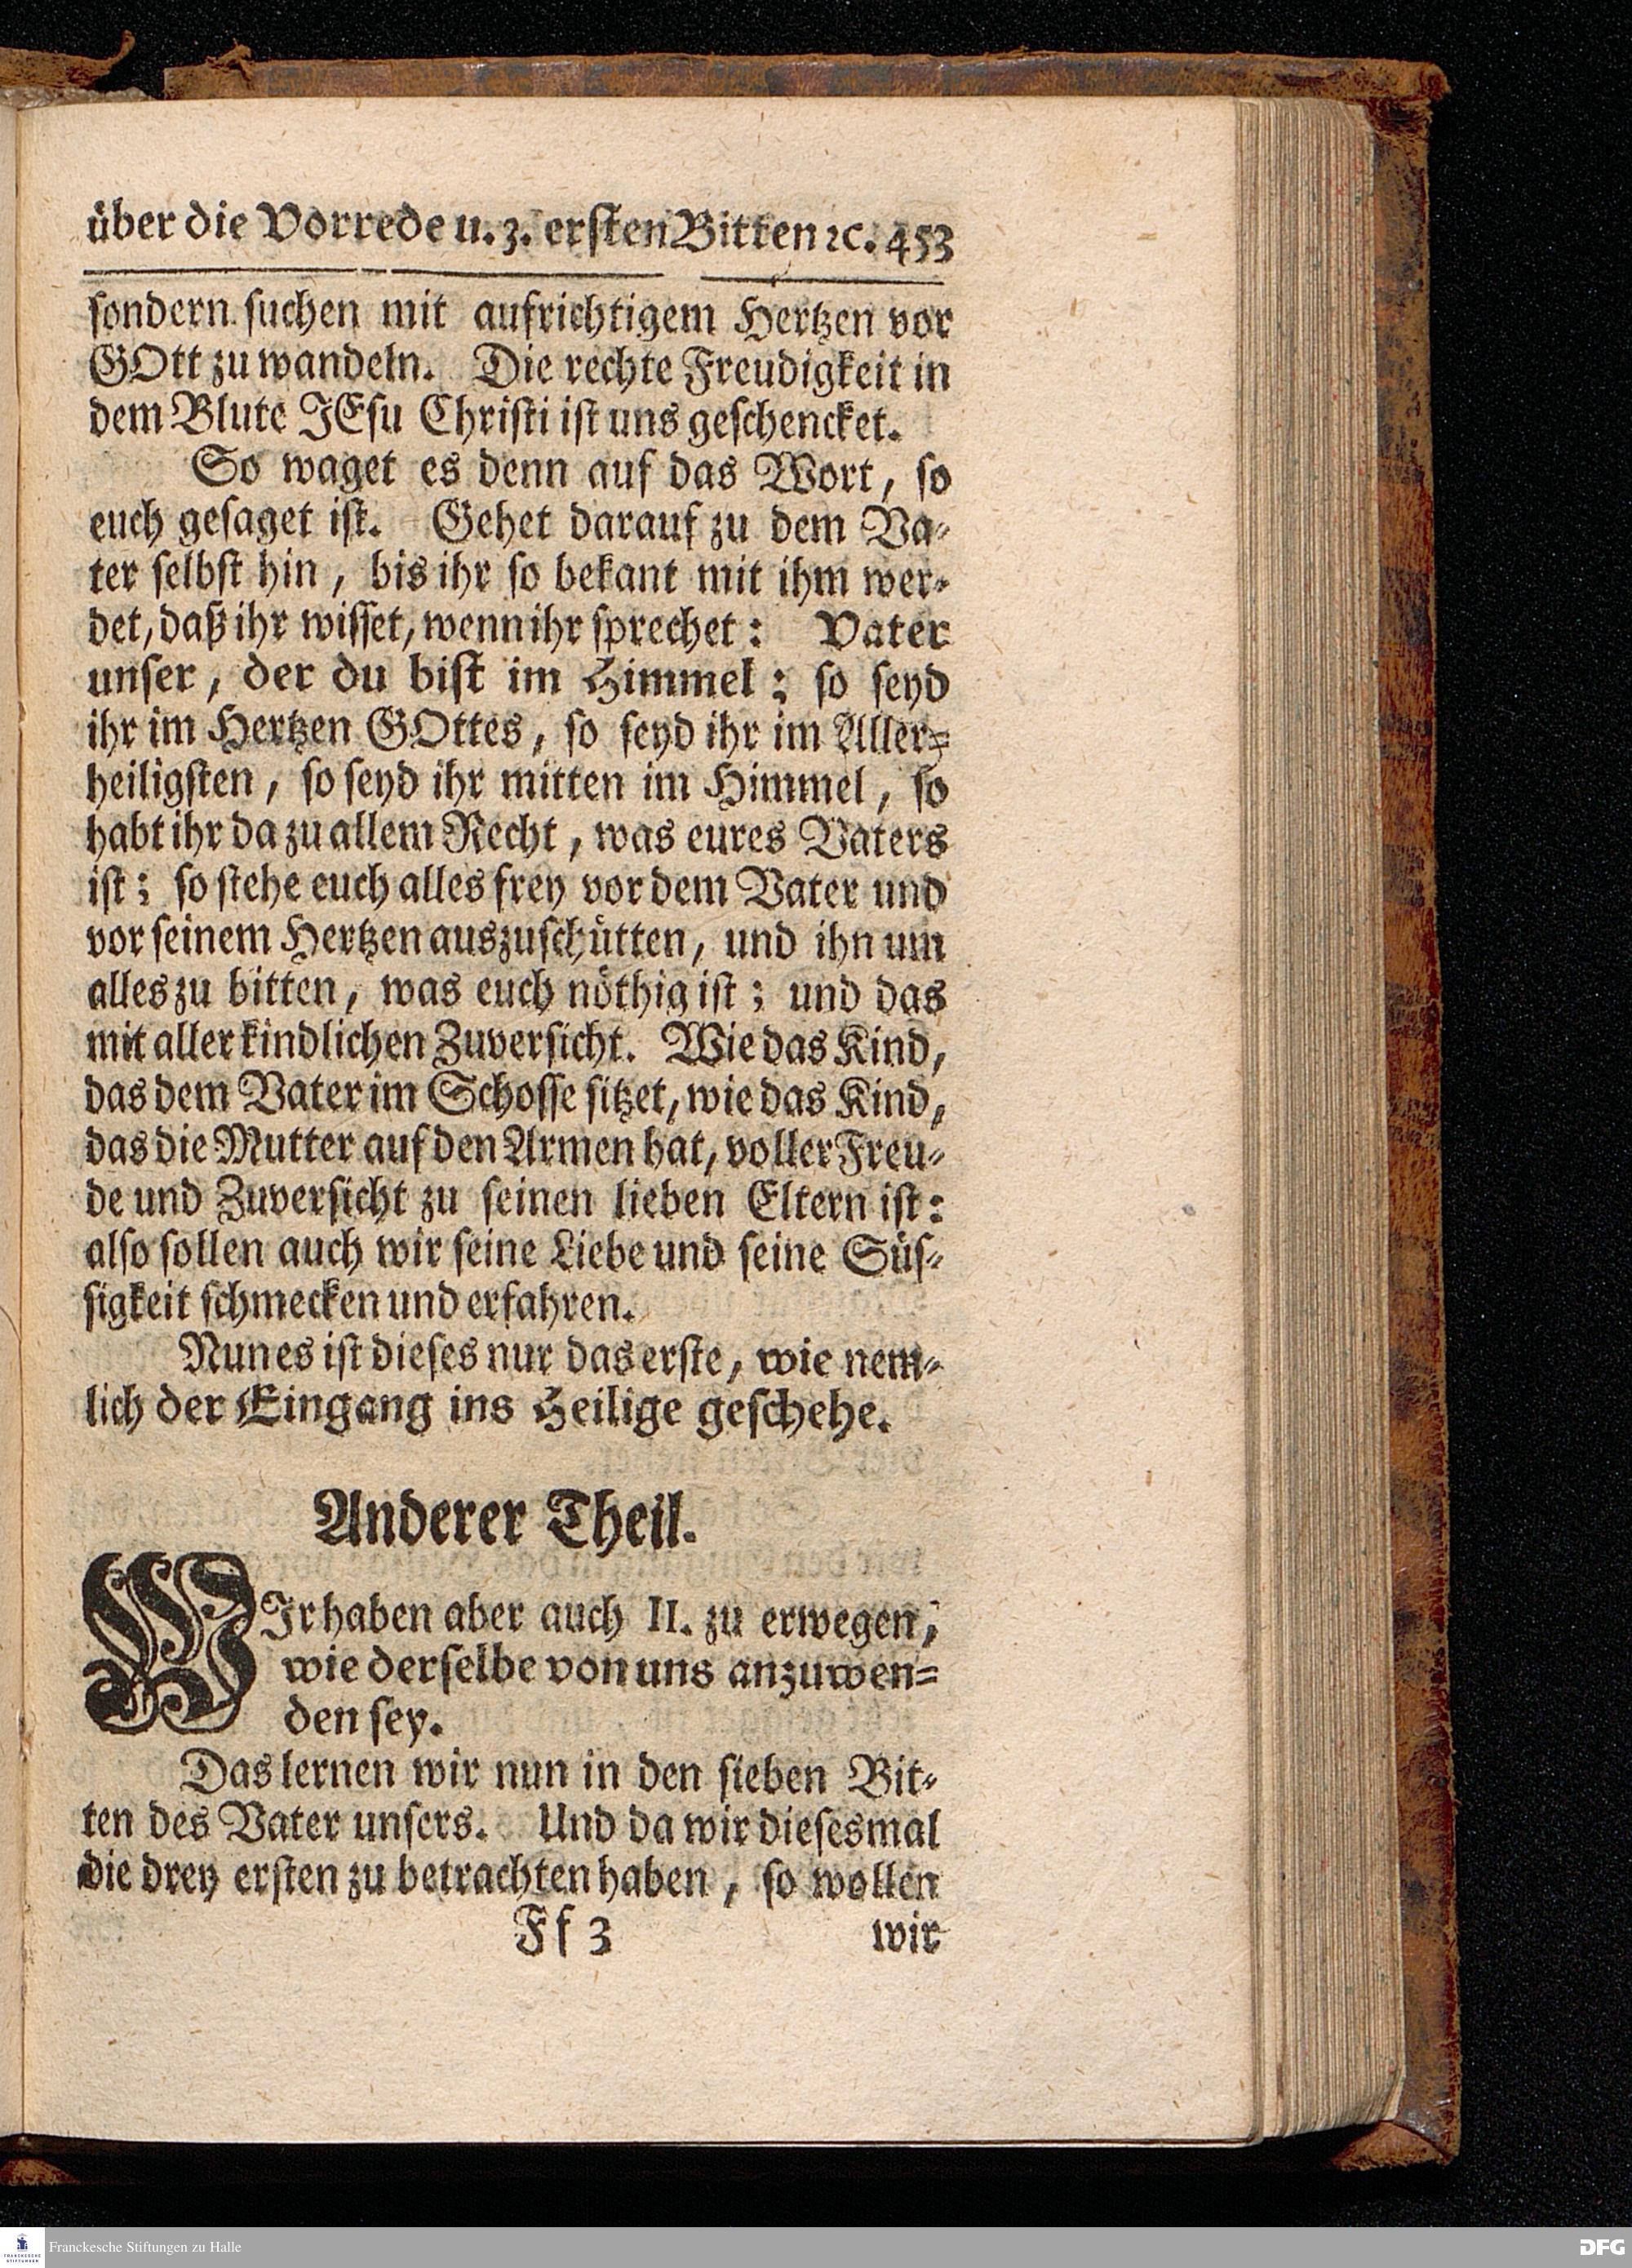 über die Vorrede u. 3. ersten Bitten ꝛc. 453
sondern suchen mit aufrichtigem Hertzen vor
GOtt zu wandeln. Die rechte Freudigkeit in
dem Blute JEsu Christi ist uns geschencket.
So waget es denn auf das Wort, so
euch gesaget ist. Gehet darauf zu dem Va-
ter selbst hin, bis ihr so bekant mit ihm wer-
det, daß ihr wisset, wenn ihr sprechet: Vater
unser, der du bist im Himmel; so seyd
ihr im Hertzen GOttes, so seyd ihr im Aller-
heiligsten, so seyd ihr mitten im Himmel, so
habt ihr da zu allem Recht, was eures Vaters
ist; so stehe euch alles frey vor dem Vater und
vor seinem Hertzen auszuschütten, und ihn um
alles zu bitten, was euch nöthig ist; und das
mit aller kindlichen Zuversicht. Wie das Kind,
das dem Vater im Schosse sitzet, wie das Kind,
das die Mutter auf den Armen hat, voller Freu-
de und Zuversicht zu seinen lieben Eltern ist:
also sollen auch wir seine Liebe und seine Süs-
sigkeit schmecken und erfahren.
Nun es ist dieses nur das erste, wie nem-
lich der Eingang ins Heilige geschehe.
Anderer Theil.
WJr haben aber auch II. zu erwegen,
wie derselbe von uns anzuwen-
den sey.
Das lernen wir nun in den sieben Bit-
ten des Vater unsers. Und da wir diesesmal
die drey ersten zu betrachten haben, so wollen
Ff 3 wir
FRANCKESCHE STIFTUNGEN
Franckesche Stiftungen zu Halle
DFG